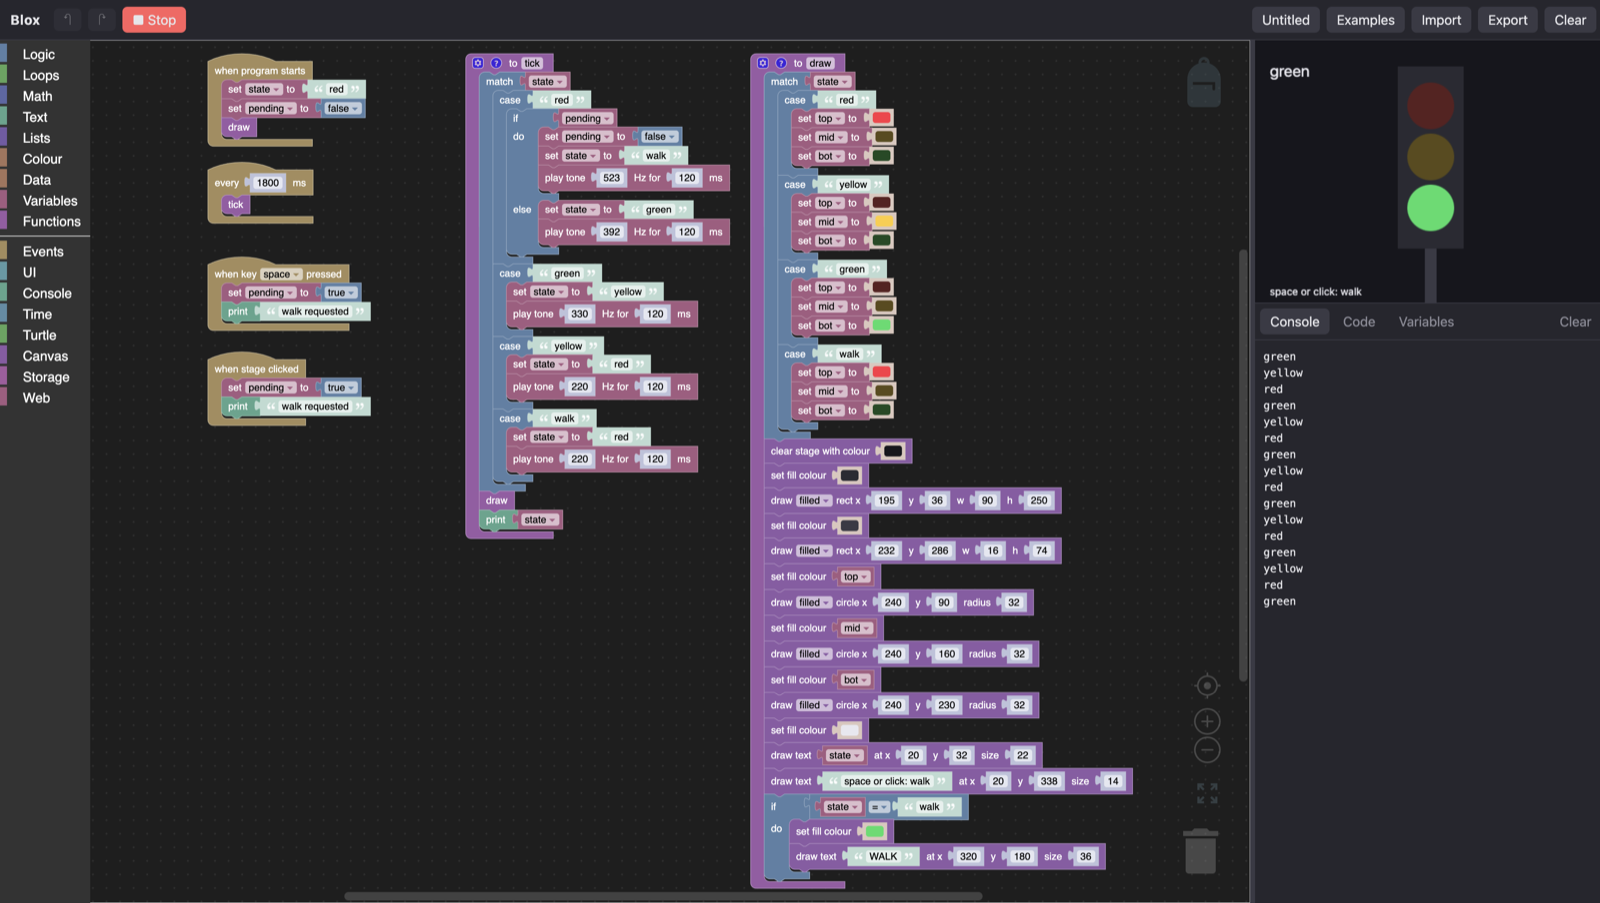 Blox
Stop
Untitled
Examples
Import
Export
Clear
Logic
Loops
Math
Text
Lists
Colour
Data
Variables
Functions
Events
UI
Console
Time
Turtle
Canvas
Storage
Web
when program starts
set state to “ red ”
set pending to false
draw
every 1800 ms
tick
when key space pressed
set pending to true
print “ walk requested ”
when stage clicked
set pending to true
print “ walk requested ”
? to tick
match state
case “ red ”
if pending
do set pending to false
set state to “ walk ”
play tone 523 Hz for 120 ms
else set state to “ green ”
play tone 392 Hz for 120 ms
case “ green ”
set state to “ yellow ”
play tone 330 Hz for 120 ms
case “ yellow ”
set state to “ red ”
play tone 220 Hz for 120 ms
case “ walk ”
set state to “ red ”
play tone 220 Hz for 120 ms
draw
print state
? to draw
match state
case “ red ”
set top to
set mid to
set bot to
case “ yellow ”
set top to
set mid to
set bot to
case “ green ”
set top to
set mid to
set bot to
case “ walk ”
set top to
set mid to
set bot to
clear stage with colour
set fill colour
draw filled rect x 195 y 36 w 90 h 250
set fill colour
draw filled rect x 232 y 286 w 16 h 74
set fill colour top
draw filled circle x 240 y 90 radius 32
set fill colour mid
draw filled circle x 240 y 160 radius 32
set fill colour bot
draw filled circle x 240 y 230 radius 32
set fill colour
draw text state at x 20 y 32 size 22
draw text “ space or click: walk ” at x 20 y 338 size 14
if state = “ walk ”
do set fill colour
draw text “ WALK ” at x 320 y 180 size 36
green
space or click: walk
Console
Code
Variables
Clear
green
yellow
red
green
yellow
red
green
yellow
red
green
yellow
red
green
yellow
red
green